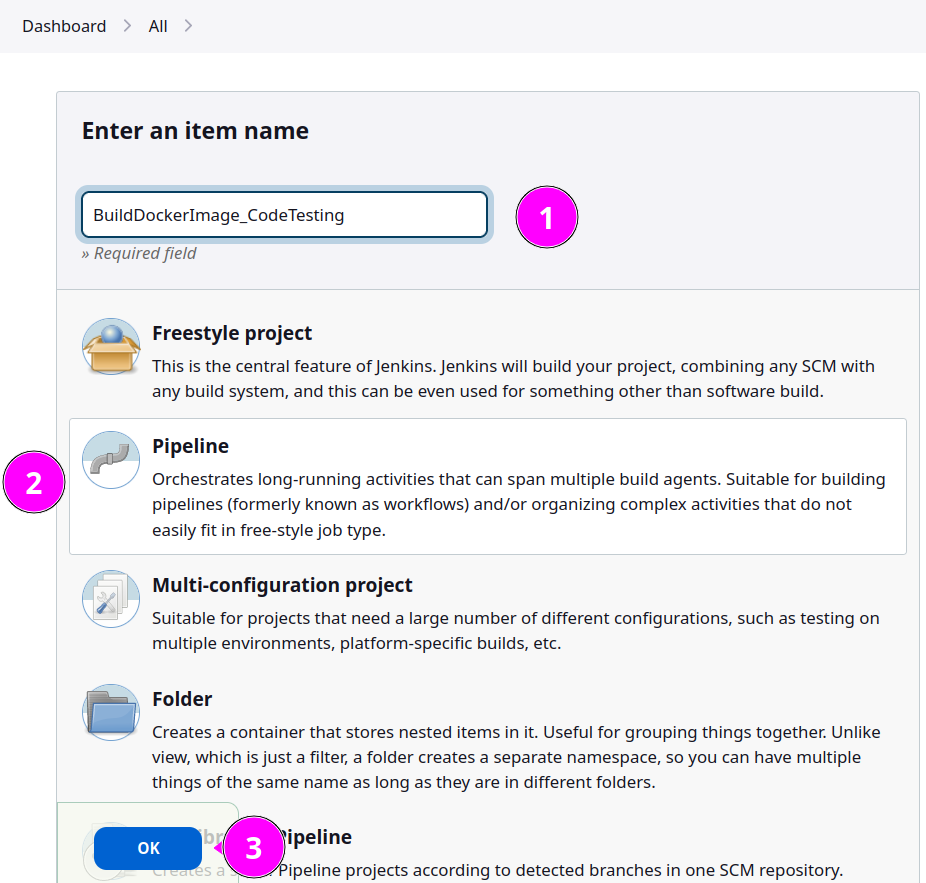 Dashboard > All >
Enter an item name
BuildDockerImage_CodeTesting
1
» Required field
Freestyle project
This is the central feature of Jenkins. Jenkins will build your project, combining any SCM with
any build system, and this can be even used for something other than software build.
Pipeline
2
Orchestrates long-running activities that can span multiple build agents. Suitable for building
pipelines (formerly known as workflows) and/or organizing complex activities that do not
easily fit in free-style job type.
Multi-configuration project
Suitable for projects that need a large number of different configurations, such as testing on
multiple environments, platform-specific builds, etc.
Folder
Creates a container that stores nested items in it. Useful for grouping things together. Unlike
view, which is just a filter, a folder creates a separate namespace, so you can have multiple
things of the same name as long as they are in different folders.
Pipeline
OK
3
Creates a Pipeline projects according to detected branches in one SCM repository.